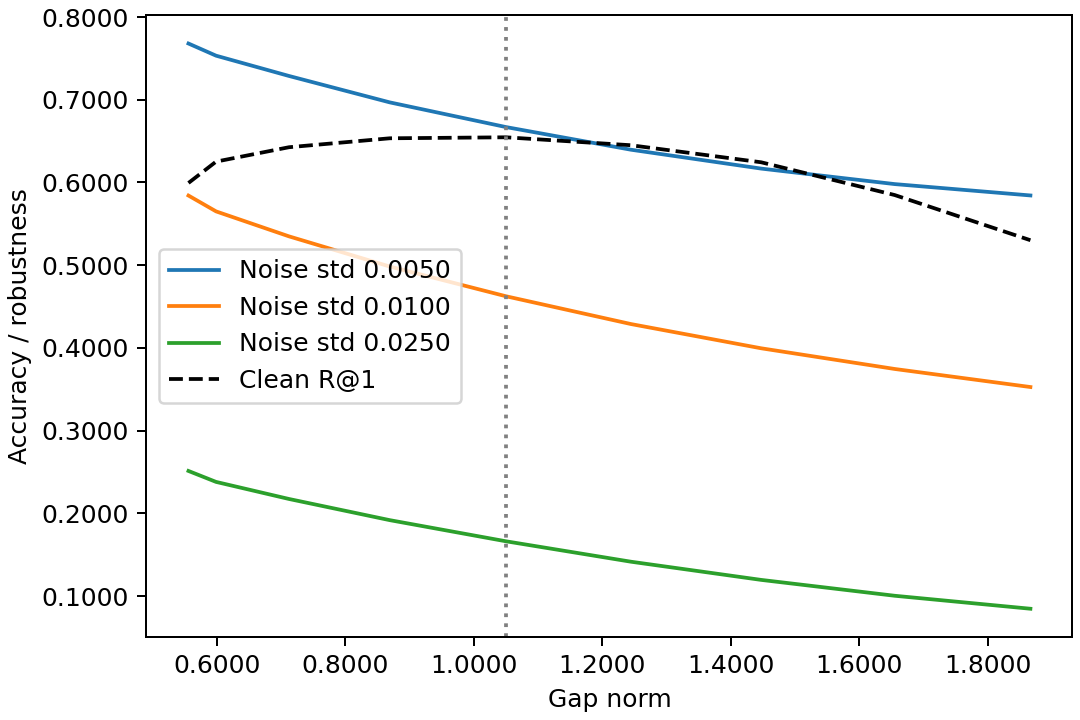 0.8000
0.7000
0.6000
0.5000
0.4000
0.3000
0.2000
0.1000
Accuracy / robustness
Noise std 0.0050
Noise std 0.0100
Noise std 0.0250
Clean R@1
0.6000 0.8000 1.0000 1.2000 1.4000 1.6000 1.8000
Gap norm